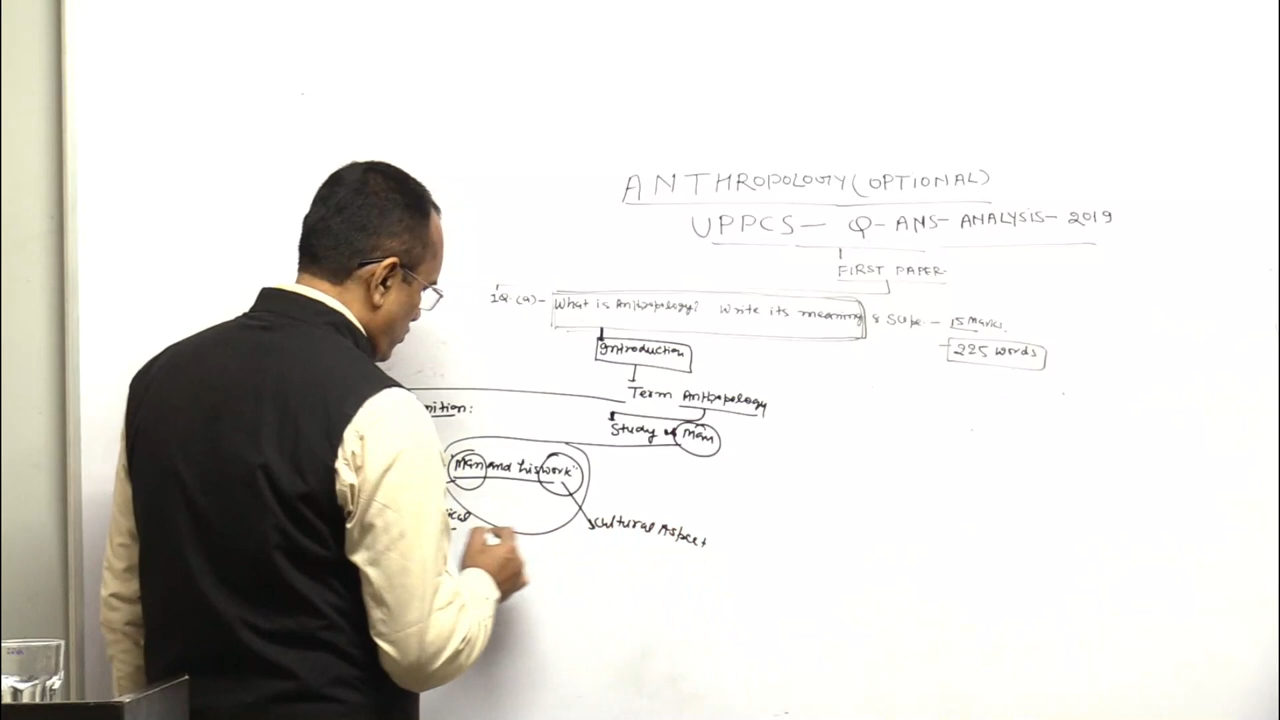 ANTHROPOLOGY (OPTIONAL)
UPPCS - Q - ANS - ANALYSIS - 2019
FIRST PAPER
1Q. (a) - What is Anthropology? Write its meaning & Scope - 15 Marks.
225 words
Introduction
Term Anthropology
nition:
Study of Man
"Man and his work"
ical
Cultural Aspect